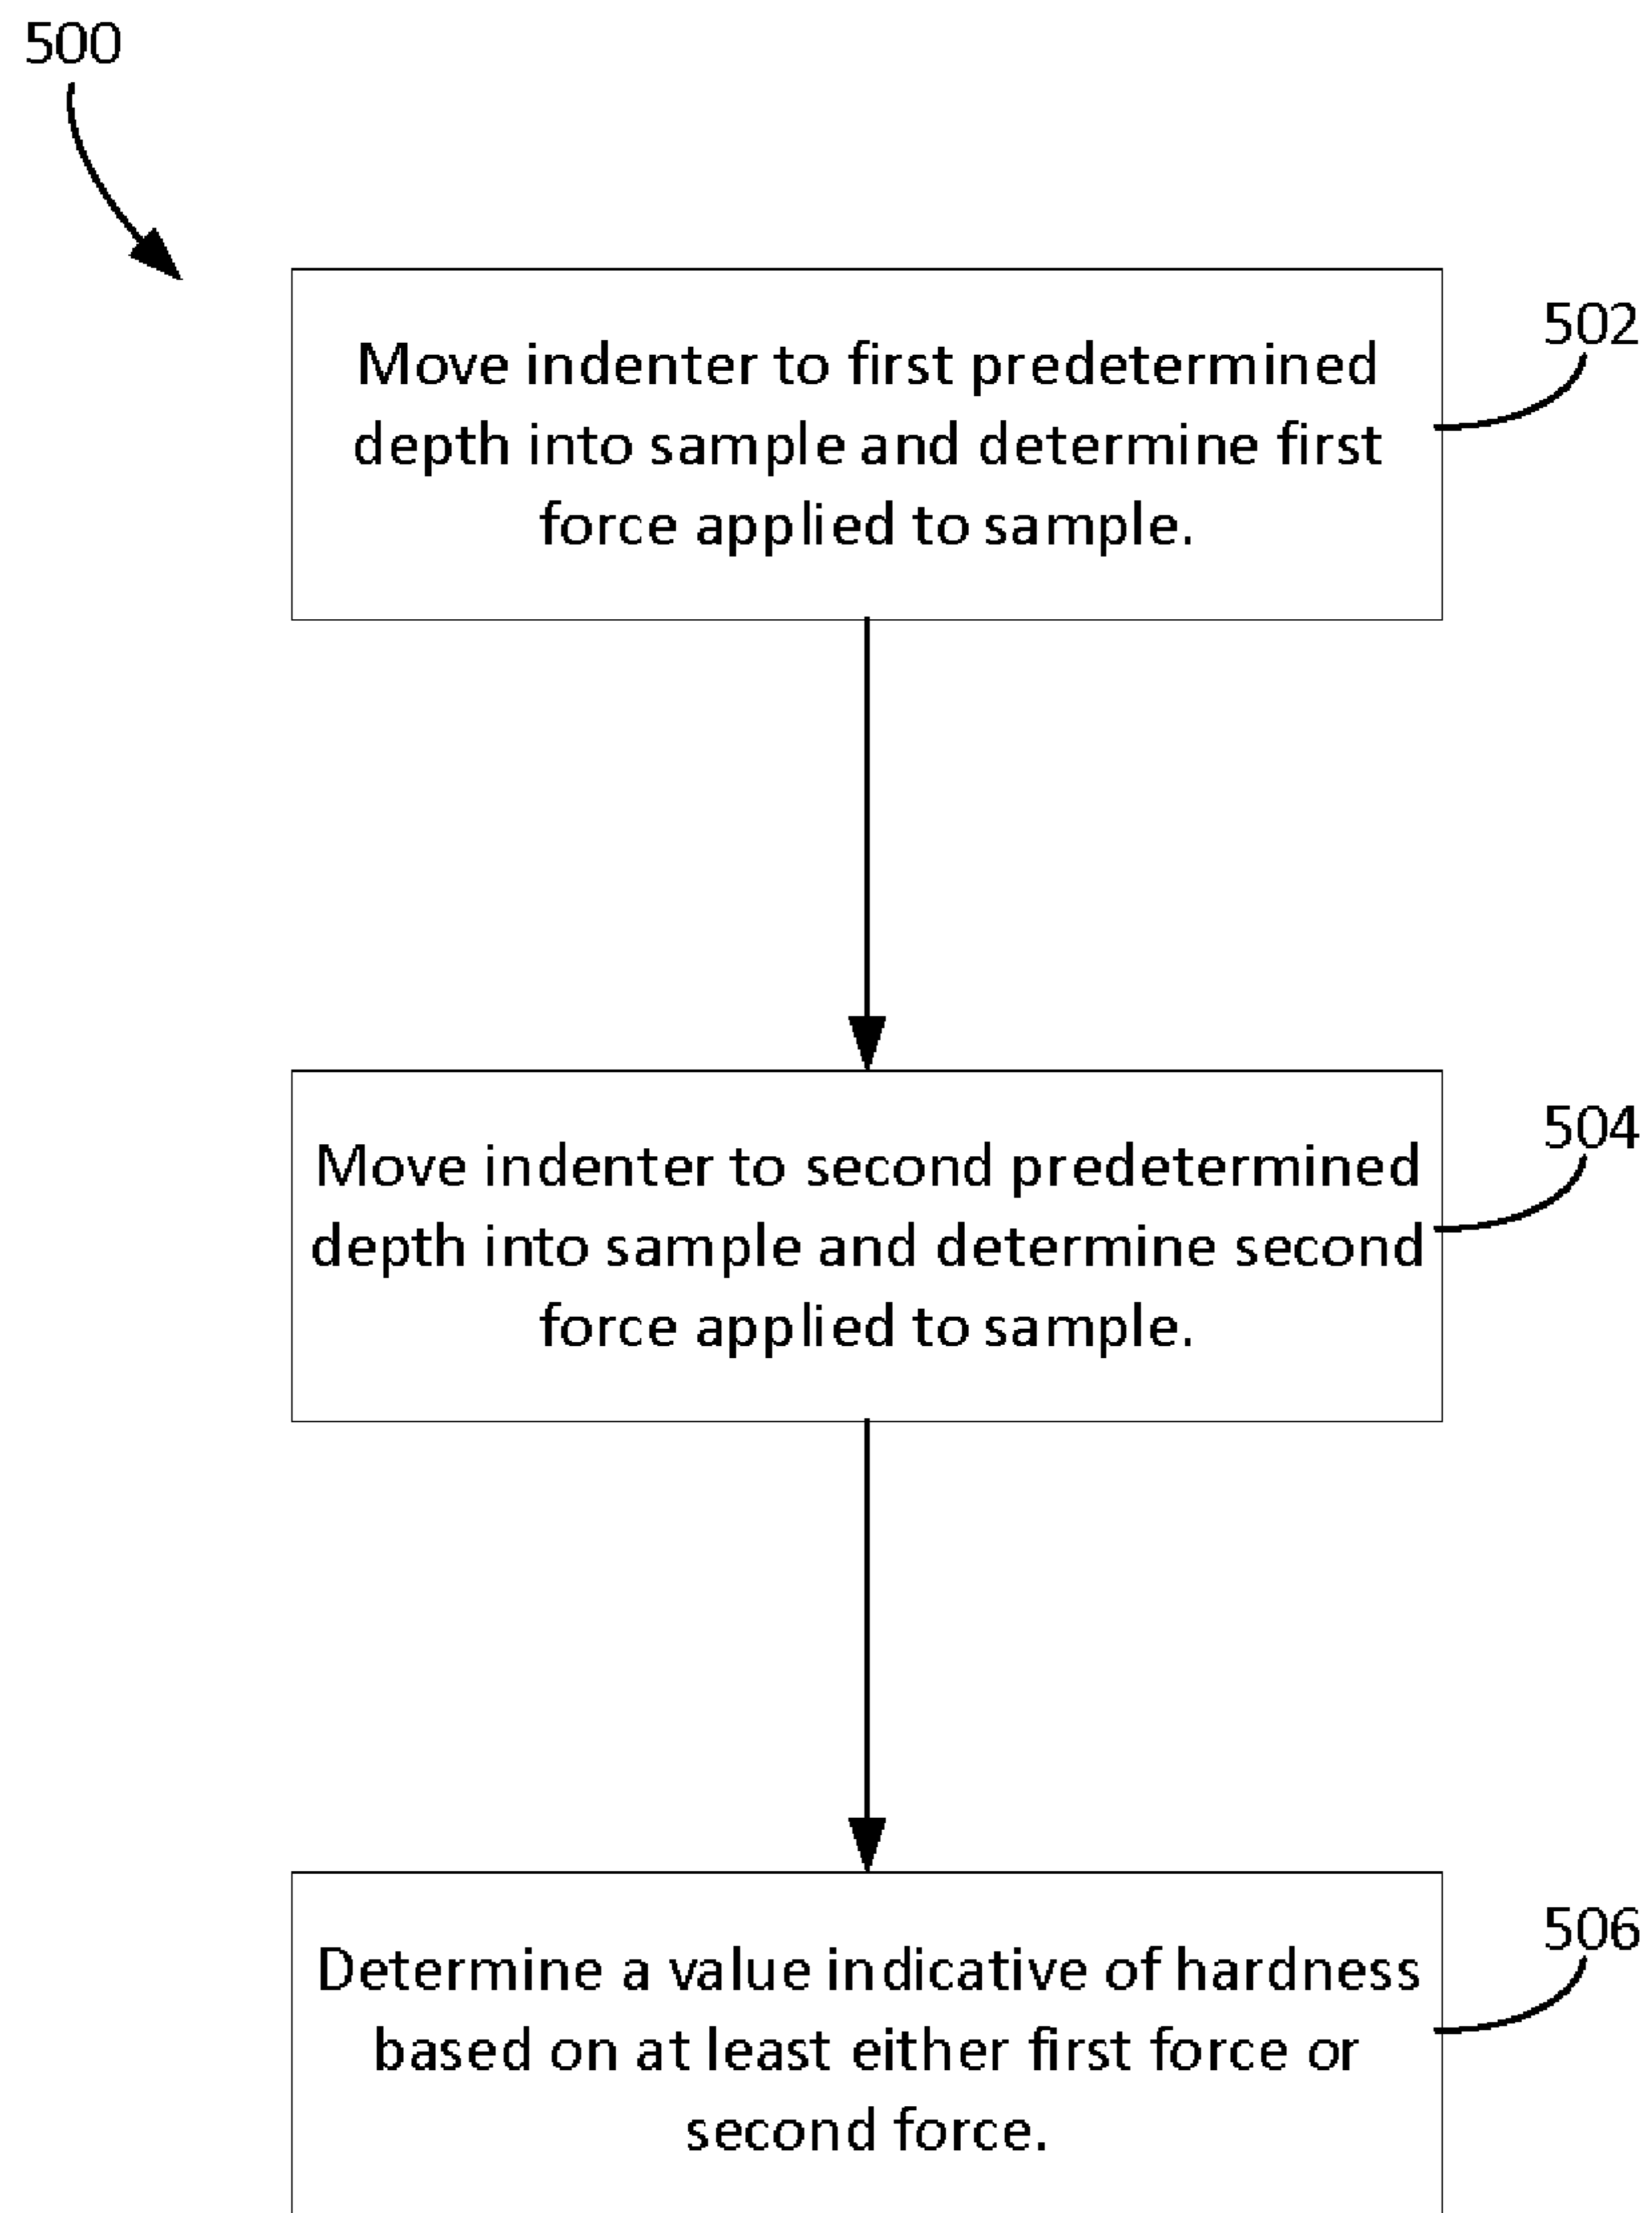 500
502
Move indenter to first predetermined
depth into sample and determine first
force applied to sample.
504
Move indenter to second predetermined
depth into sample and determine second
force applied to sample.
506
Determine a value indicative of hardness
based on at least either first force or
second force.